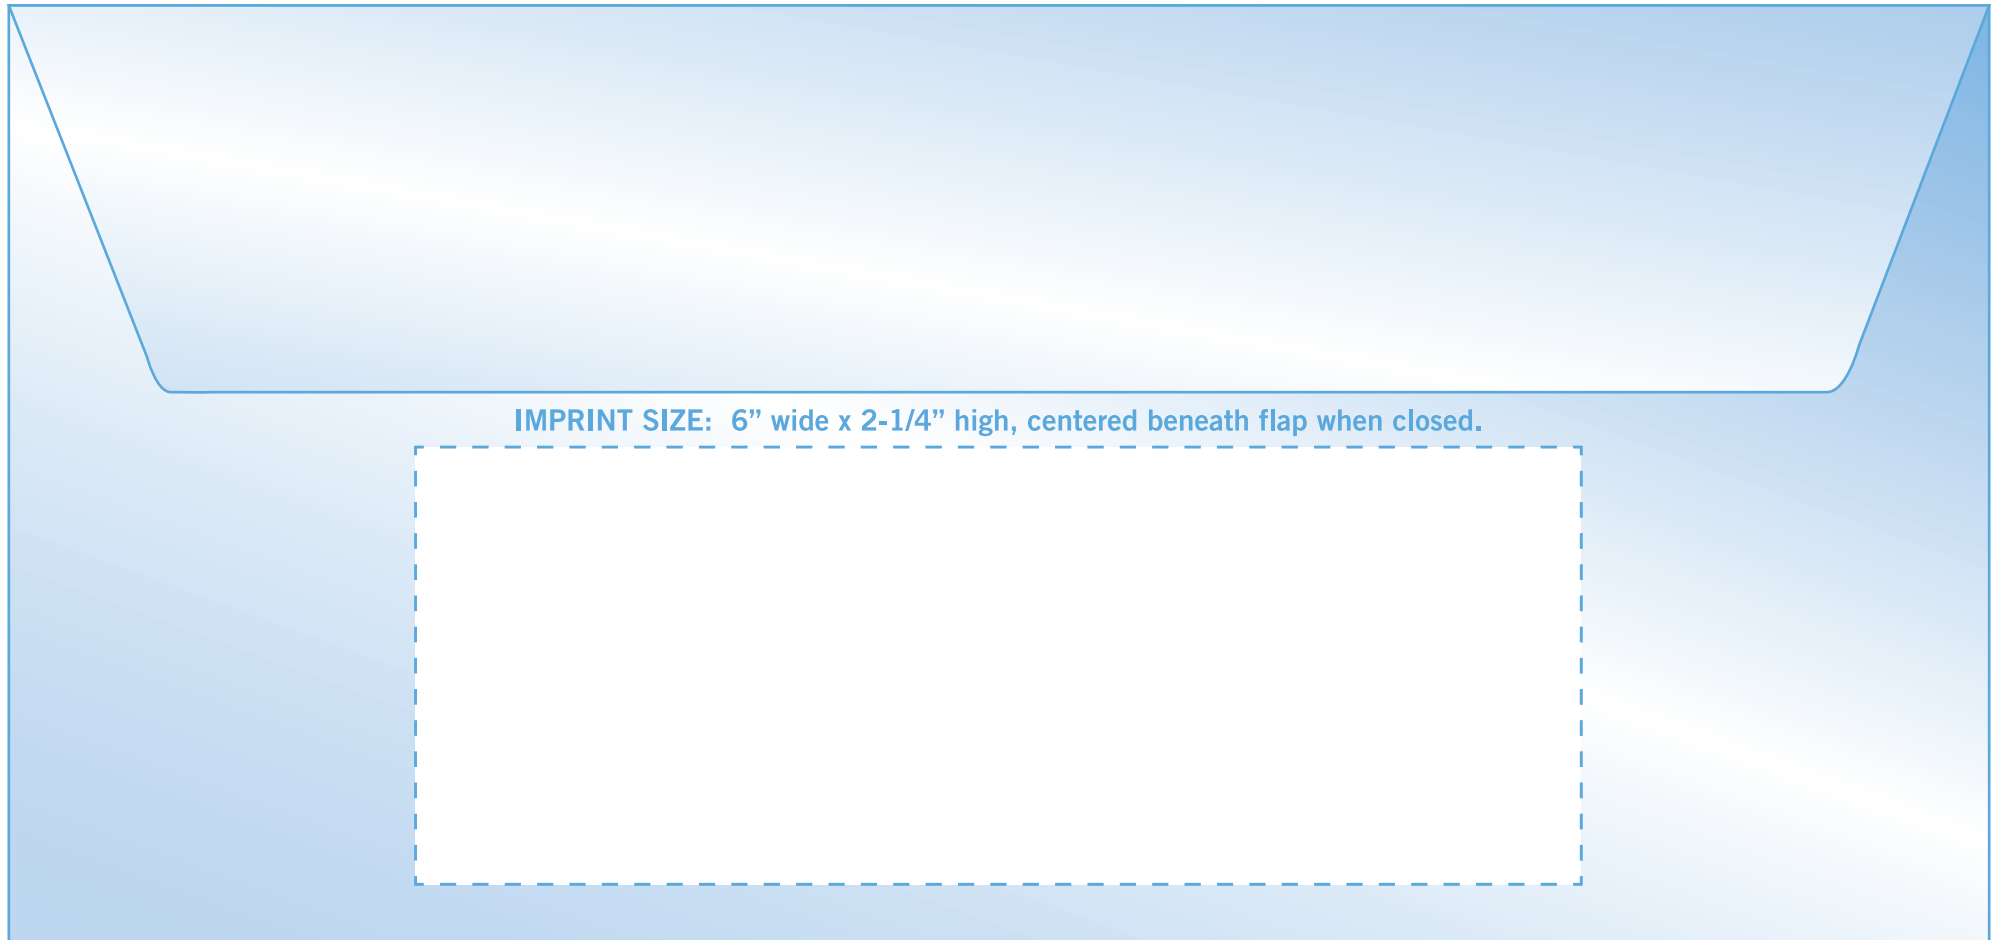 IMPRINT SIZE:  6” wide x 2-1/4” high, centered beneath flap when closed.